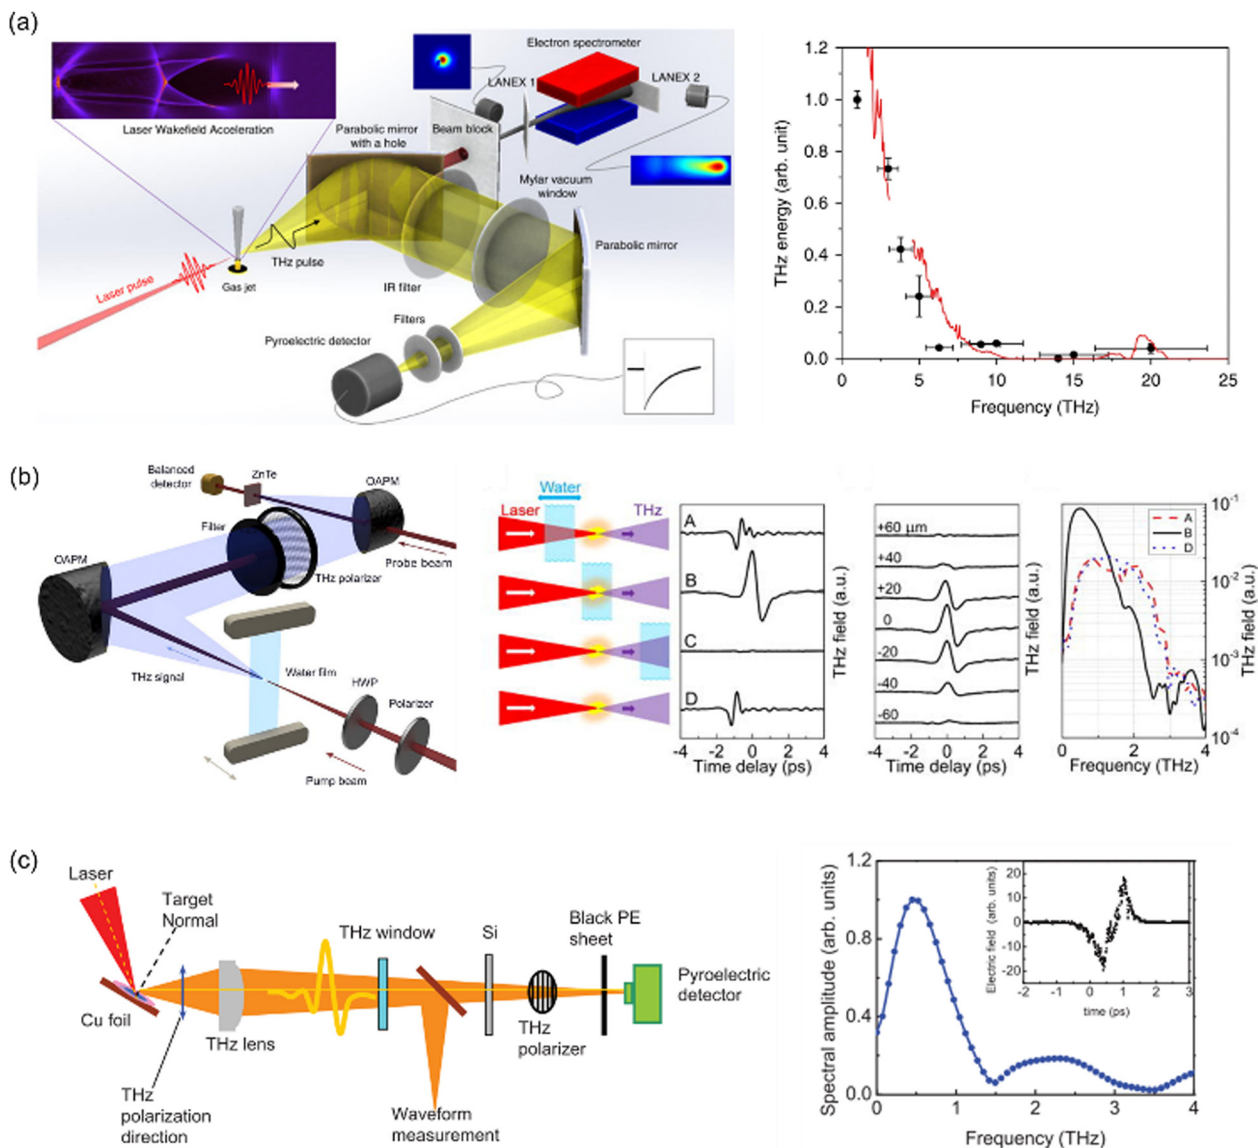 (a)
Laser Wakefield Acceleration
Electron spectrometer
LANEX 1
LANEX 2
Parabolic mirror
with a hole
Beam block
Mylar vacuum
window
Parabolic mirror
THz pulse
Laser pulse
Gas jet
IR filter
Filters
Pyroelectric detector
THz energy (arb. unit)
1.2
1.0
0.8
0.6
0.4
0.2
0.0
0
5
10
15
20
25
Frequency (THz)
(b)
Balanced
detector
ZnTe
OAPM
Filter
OAPM
THz polarizer
Probe beam
THz signal
Water film
HWP
Polarizer
Pump beam
Water
Laser
THz
A
B
C
D
-4
-2
0
2
4
Time delay (ps)
THz field (a.u.)
+60 μm
+40
+20
0
-20
-40
-60
-4
-2
0
2
4
Time delay (ps)
THz field (a.u.)
A
B
D
10-1
10-2
10-3
10-4
THz field (a.u.)
0
2
4
Frequency (THz)
(c)
Laser
Target
Normal
Cu foil
THz lens
THz
polarization
direction
THz window
Waveform
measurement
Si
THz
polarizer
Black PE
sheet
Pyroelectric
detector
Spectral amplitude (arb. units)
1.2
1.0
0.8
0.4
0.0
0
1
2
3
4
Frequency (THz)
Electric field (arb. units)
20
10
0
-10
-20
-2
-1
0
1
2
3
time (ps)